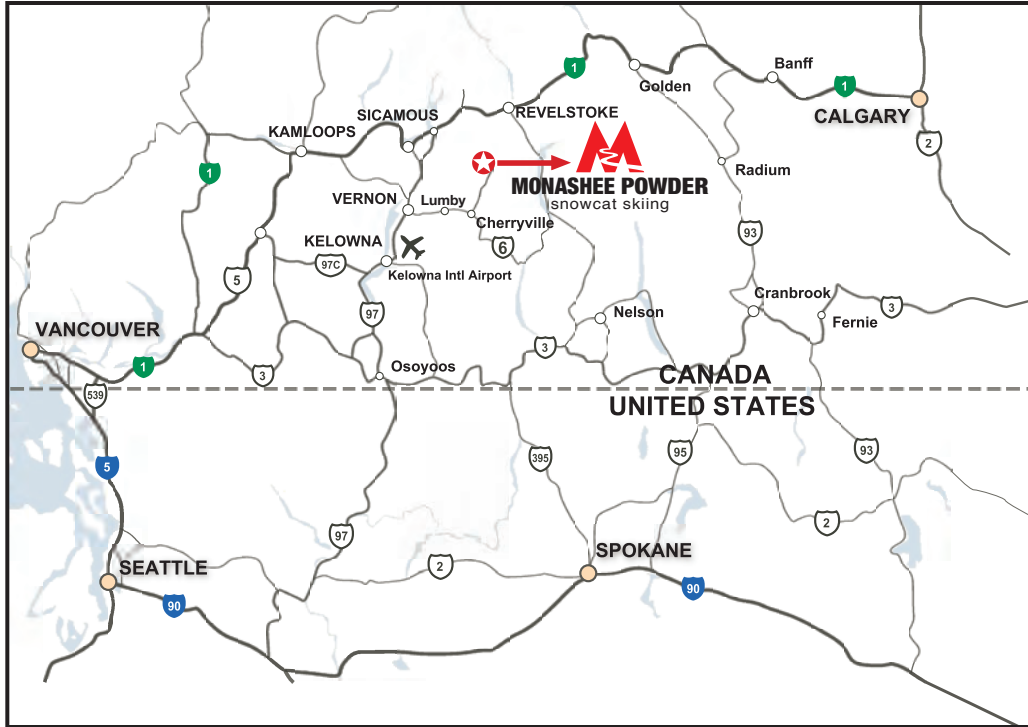 Banff
1
Golden
1
CALGARY
REVELSTOKE
SICAMOUS
KAMLOOPS
2
1
MONASHEE POWDER
snowcat skiing
Radium
VERNON
Lumby
Cherryville
6
93
KELOWNA
97C
Kelowna Intl Airport
5
97
Cranbrook
3
Fernie
Nelson
VANCOUVER
3
1
3
Osoyoos
CANADA
UNITED STATES
539
5
395
95
93
97
2
2
SPOKANE
SEATTLE
90
90